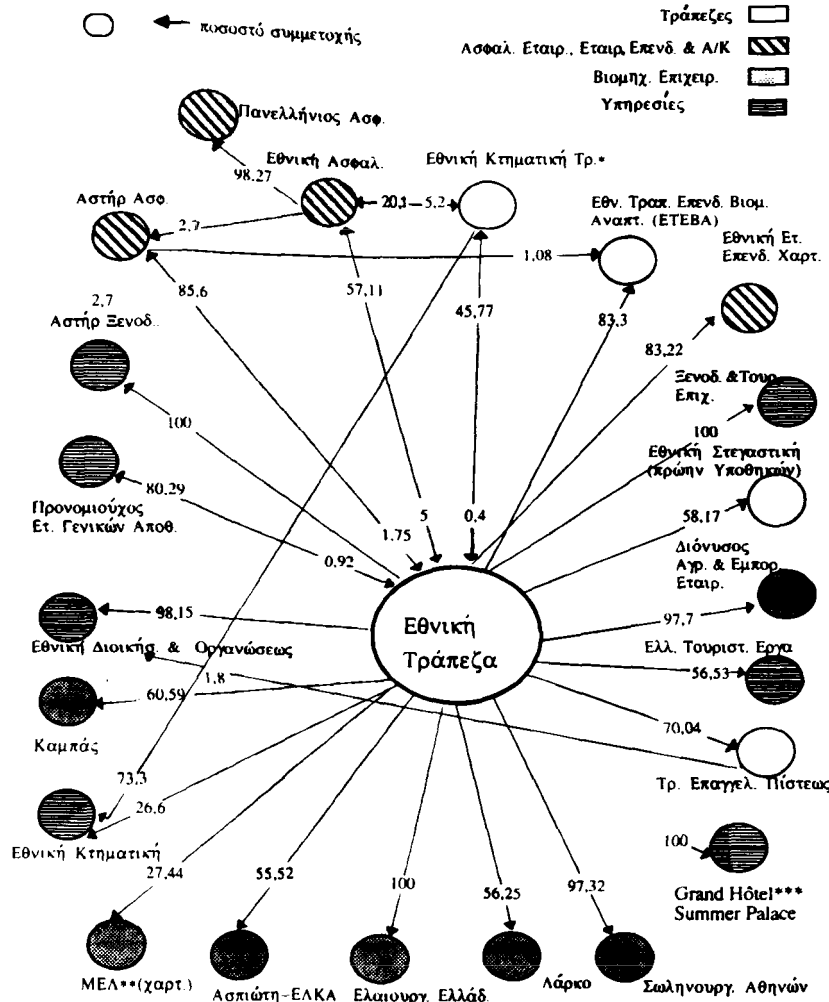 ποσοστό συμμετοχής
Τράπεζες
Ασφαλ. Εταιρ., Εταιρ. Επενδ. & Α/Κ
Βιομηχ. Επιχειρ.
Υπηρεσίες
Πανελλήνιος Ασφ.
98.27
Εθνική Ασφαλ.
Εθνική Κτηματική Τρ.*
20,1
5,2
Αστήρ Ασφ.
2,7
Εθν. Τραπ. Επενδ. Βιομ.
Αναπτ. (ΕΤΕΒΑ)
1,08
Εθνική Ετ.
Επενδ. Χαρτ.
85,6
57,11
45,77
83,3
83,22
2,7
Αστήρ Ξενοδ..
100
Ξενοδ. & Τουρ.
Επιχ.
100
Εθνική Στεγαστική
(πρώην Υποθηκών)
58,17
80,29
Προνομιούχος
Ετ. Γενικών Αποθ.
0,92
1,75
5
0,4
Διόνυσος
Αγρ. & Εμπορ.
Εταιρ.
97,7
Εθνική
Τράπεζα
98,15
Εθνική Διοικήσ. & Οργανώσεως
1,8
Ελλ. Τουριστ. Εργα
56,53
60,59
Καμπάς
70,04
Τρ. Επαγγελ. Πίστεως
73,3
26,6
Εθνική Κτηματική
100
Grand Hôtel***
Summer Palace
27,44
55,52
100
56,25
97,32
ΜΕΛ**(χαρτ.)
Ασπιώτη-ΕΛΚΑ
Ελαιουργ. Ελλάδ.
Λάρκο
Σωληνουργ. Αθηνών